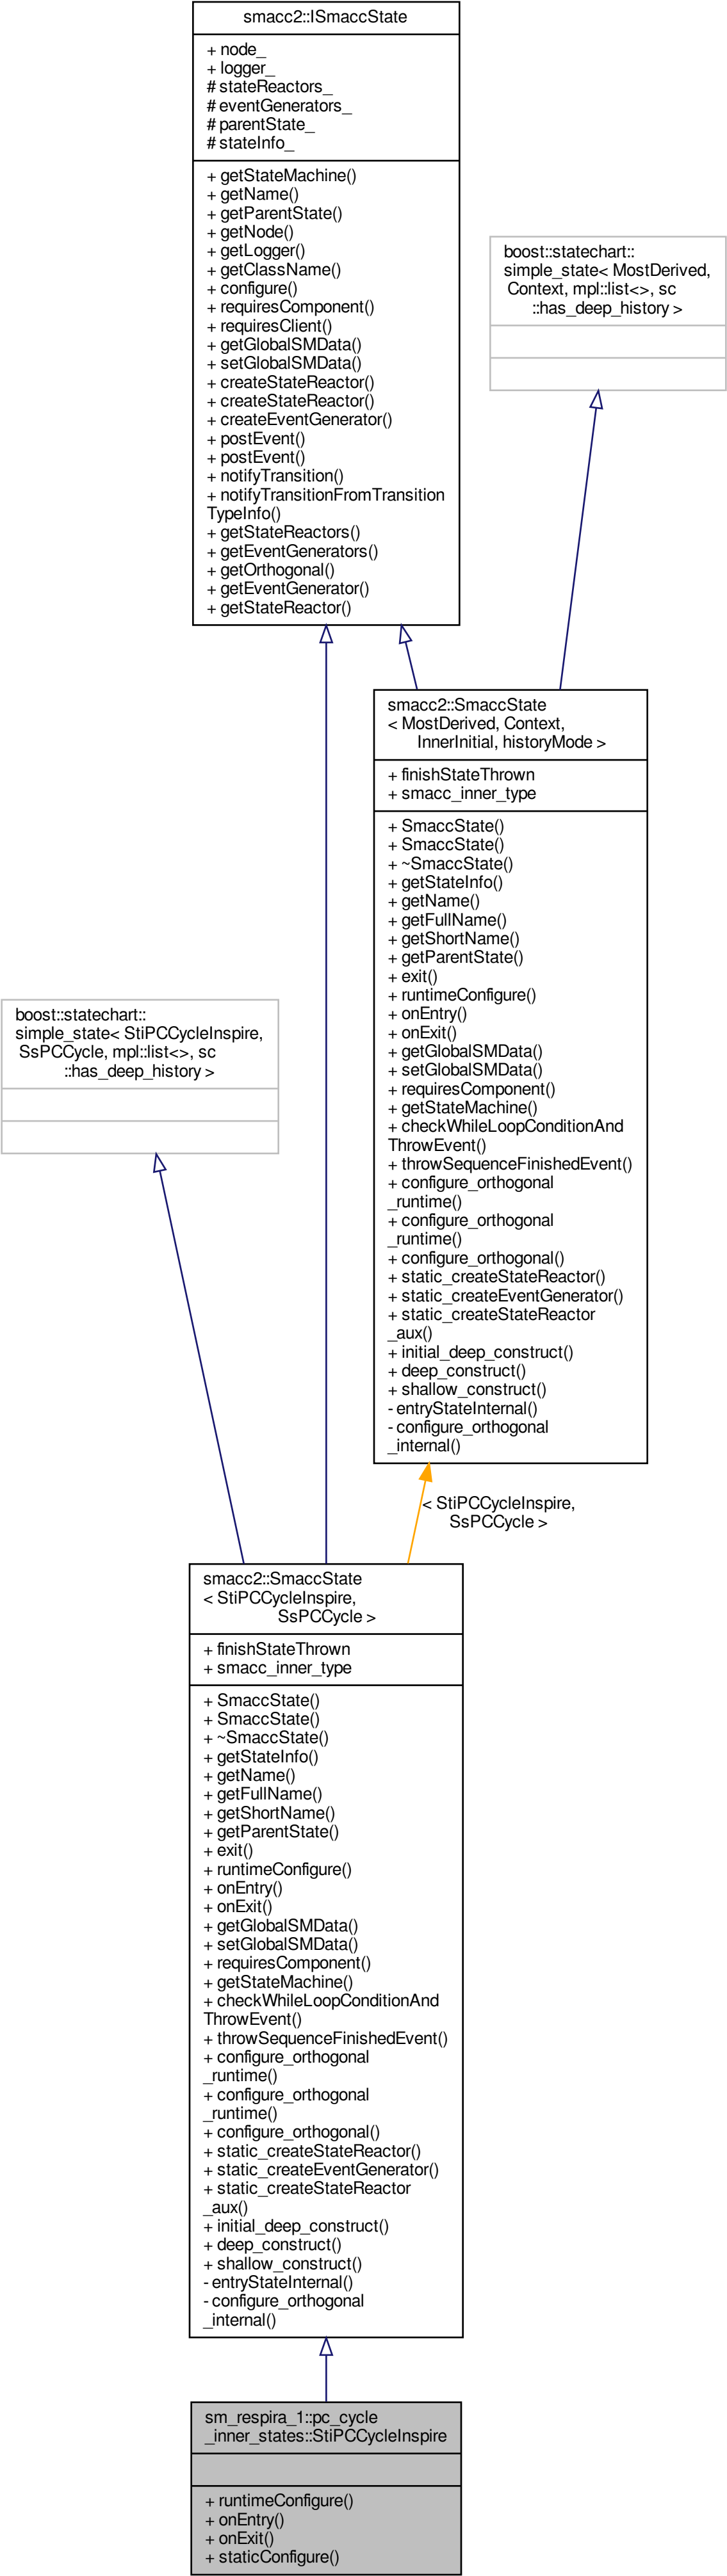 smacc2::ISmaccState
+ node_
+ logger_
# stateReactors_
# eventGenerators_
# parentState_
# stateInfo_
+ getStateMachine()
+ getName()
+ getParentState()
+ getNode()
+ getLogger()
+ getClassName()
+ configure()
+ requiresComponent()
+ requiresClient()
+ getGlobalSMData()
+ setGlobalSMData()
+ createStateReactor()
+ createStateReactor()
+ createEventGenerator()
+ postEvent()
+ postEvent()
+ notifyTransition()
+ notifyTransitionFromTransition
TypeInfo()
+ getStateReactors()
+ getEventGenerators()
+ getOrthogonal()
+ getEventGenerator()
+ getStateReactor()
boost::statechart::
simple_state< MostDerived,
Context, mpl::list<>, sc
::has_deep_history >
smacc2::SmaccState
< MostDerived, Context,
InnerInitial, historyMode >
+ finishStateThrown
+ smacc_inner_type
+ SmaccState()
+ SmaccState()
+ ~SmaccState()
+ getStateInfo()
+ getName()
+ getFullName()
+ getShortName()
+ getParentState()
+ exit()
+ runtimeConfigure()
+ onEntry()
+ onExit()
+ getGlobalSMData()
+ setGlobalSMData()
+ requiresComponent()
+ getStateMachine()
+ checkWhileLoopConditionAnd
ThrowEvent()
+ throwSequenceFinishedEvent()
+ configure_orthogonal
_runtime()
+ configure_orthogonal
_runtime()
+ configure_orthogonal()
+ static_createStateReactor()
+ static_createEventGenerator()
+ static_createStateReactor
_aux()
+ initial_deep_construct()
+ deep_construct()
+ shallow_construct()
- entryStateInternal()
- configure_orthogonal
_internal()
boost::statechart::
simple_state< StiPCCycleInspire,
SsPCCycle, mpl::list<>, sc
::has_deep_history >
< StiPCCycleInspire,
SsPCCycle >
smacc2::SmaccState
< StiPCCycleInspire,
SsPCCycle >
+ finishStateThrown
+ smacc_inner_type
+ SmaccState()
+ SmaccState()
+ ~SmaccState()
+ getStateInfo()
+ getName()
+ getFullName()
+ getShortName()
+ getParentState()
+ exit()
+ runtimeConfigure()
+ onEntry()
+ onExit()
+ getGlobalSMData()
+ setGlobalSMData()
+ requiresComponent()
+ getStateMachine()
+ checkWhileLoopConditionAnd
ThrowEvent()
+ throwSequenceFinishedEvent()
+ configure_orthogonal
_runtime()
+ configure_orthogonal
_runtime()
+ configure_orthogonal()
+ static_createStateReactor()
+ static_createEventGenerator()
+ static_createStateReactor
_aux()
+ initial_deep_construct()
+ deep_construct()
+ shallow_construct()
- entryStateInternal()
- configure_orthogonal
_internal()
sm_respira_1::pc_cycle
_inner_states::StiPCCycleInspire
+ runtimeConfigure()
+ onEntry()
+ onExit()
+ staticConfigure()